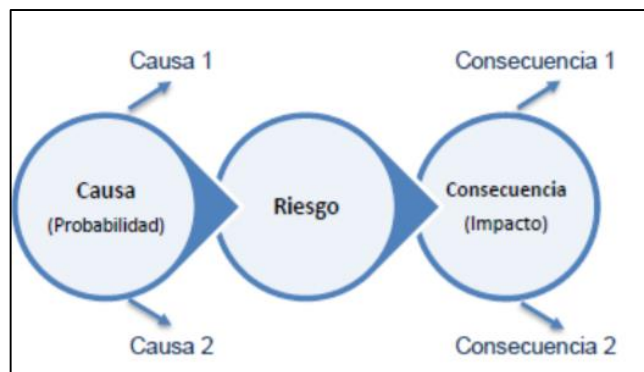 Causa 1
Consecuencia 1
Causa
(Probabilidad)
Riesgo
Consecuencia
(Impacto)
Causa 2
Consecuencia 2